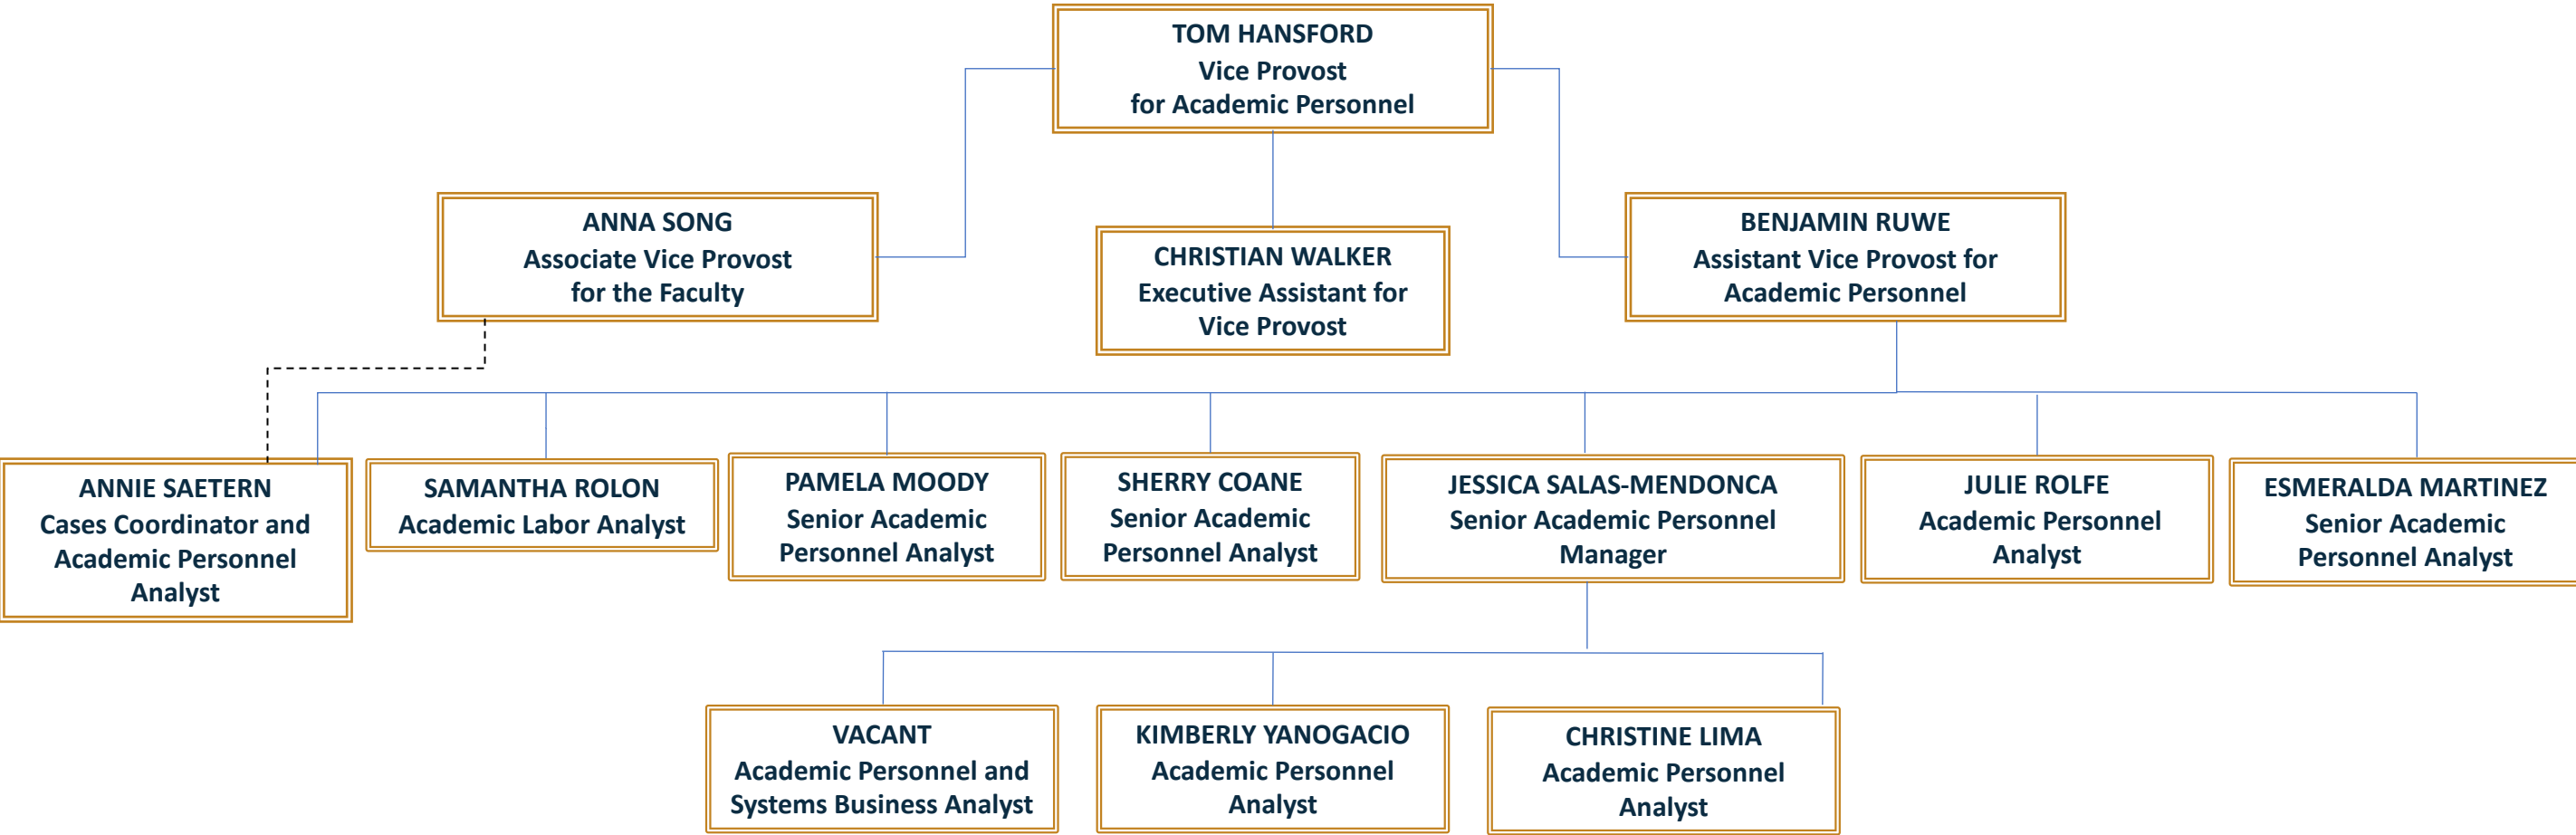 TOM HANSFORD
Vice Provost
for Academic Personnel
ANNA SONG
Associate Vice Provost
for the Faculty
CHRISTIAN WALKER
Executive Assistant for
Vice Provost
BENJAMIN RUWE
Assistant Vice Provost for
Academic Personnel
ANNIE SAETERN
Cases Coordinator and
Academic Personnel
Analyst
SAMANTHA ROLON
Academic Labor Analyst
PAMELA MOODY
Senior Academic
Personnel Analyst
SHERRY COANE
Senior Academic
Personnel Analyst
JESSICA SALAS-MENDONCA
Senior Academic Personnel
Manager
JULIE ROLFE
Academic Personnel
Analyst
ESMERALDA MARTINEZ
Senior Academic
Personnel Analyst
VACANT
Academic Personnel and
Systems Business Analyst
KIMBERLY YANOGACIO
Academic Personnel
Analyst
CHRISTINE LIMA
Academic Personnel
Analyst